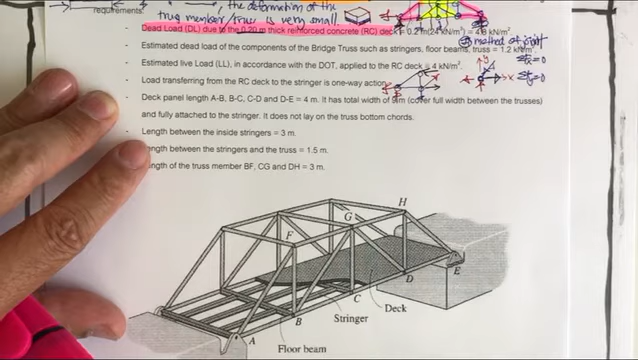 requirements.
, the deformation of the
true member/true is very small
Dead Load (DL) due to the 0.20 m thick reinforced concrete (RC) deck = 0.2 m(24 kN/m³) = 4.8 kN/m²
method of joint
Estimated dead load of the components of the Bridge Truss such as stringers, floor beams, truss = 1.2 kN/m².
Estimated live Load (LL), in accordance with the DOT, applied to the RC deck = 4 kN/m².
Load transferring from the RC deck to the stringer is one-way action.
Deck panel length A-B, B-C, C-D and D-E = 4 m. It has total width of 9m (cover full width between the trusses)
and fully attached to the stringer. It does not lay on the truss bottom chords.
Length between the inside stringers = 3 m.
ength between the stringers and the truss = 1.5 m.
ength of the truss member BF, CG and DH = 3 m.
H
G
F
E
D
C
Deck
B
Stringer
A
Floor beam